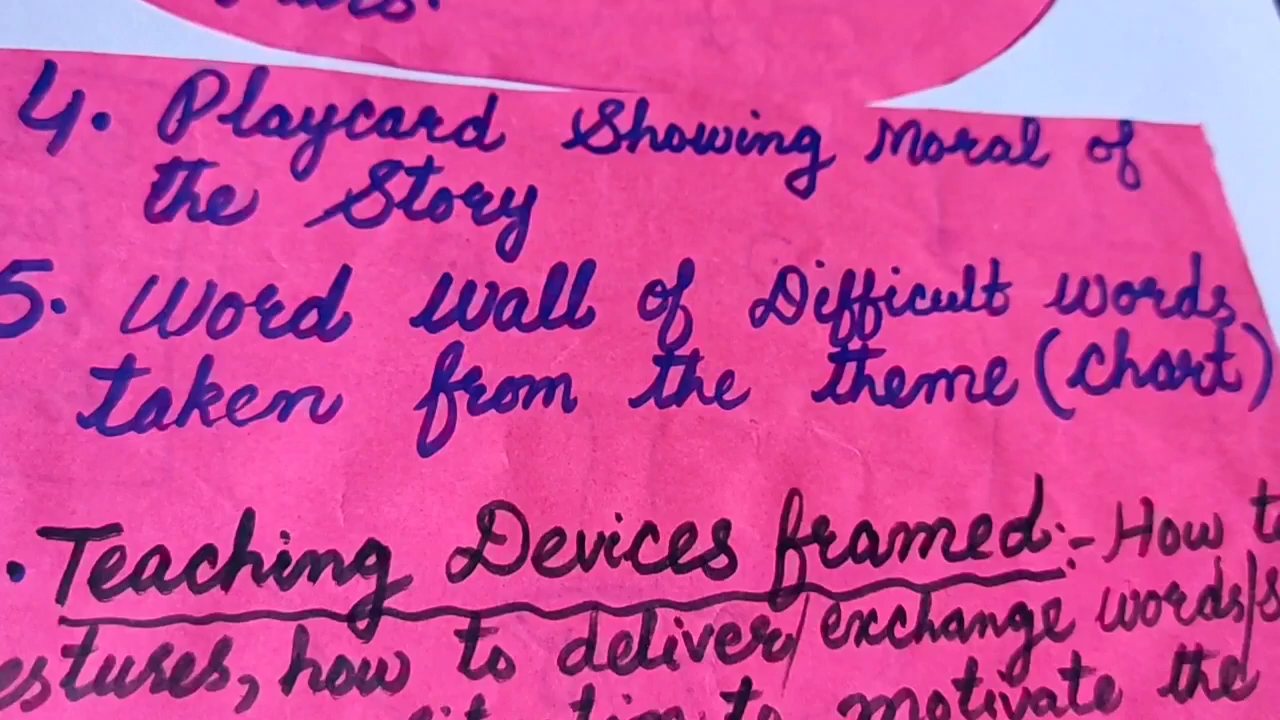 4. Playcard Showing Moral of
the Story
5. Word wall of Difficult words
taken from the theme (chart)
. Teaching Devices framed:- How
estures, how to deliver/exchange words/s
to motivate the